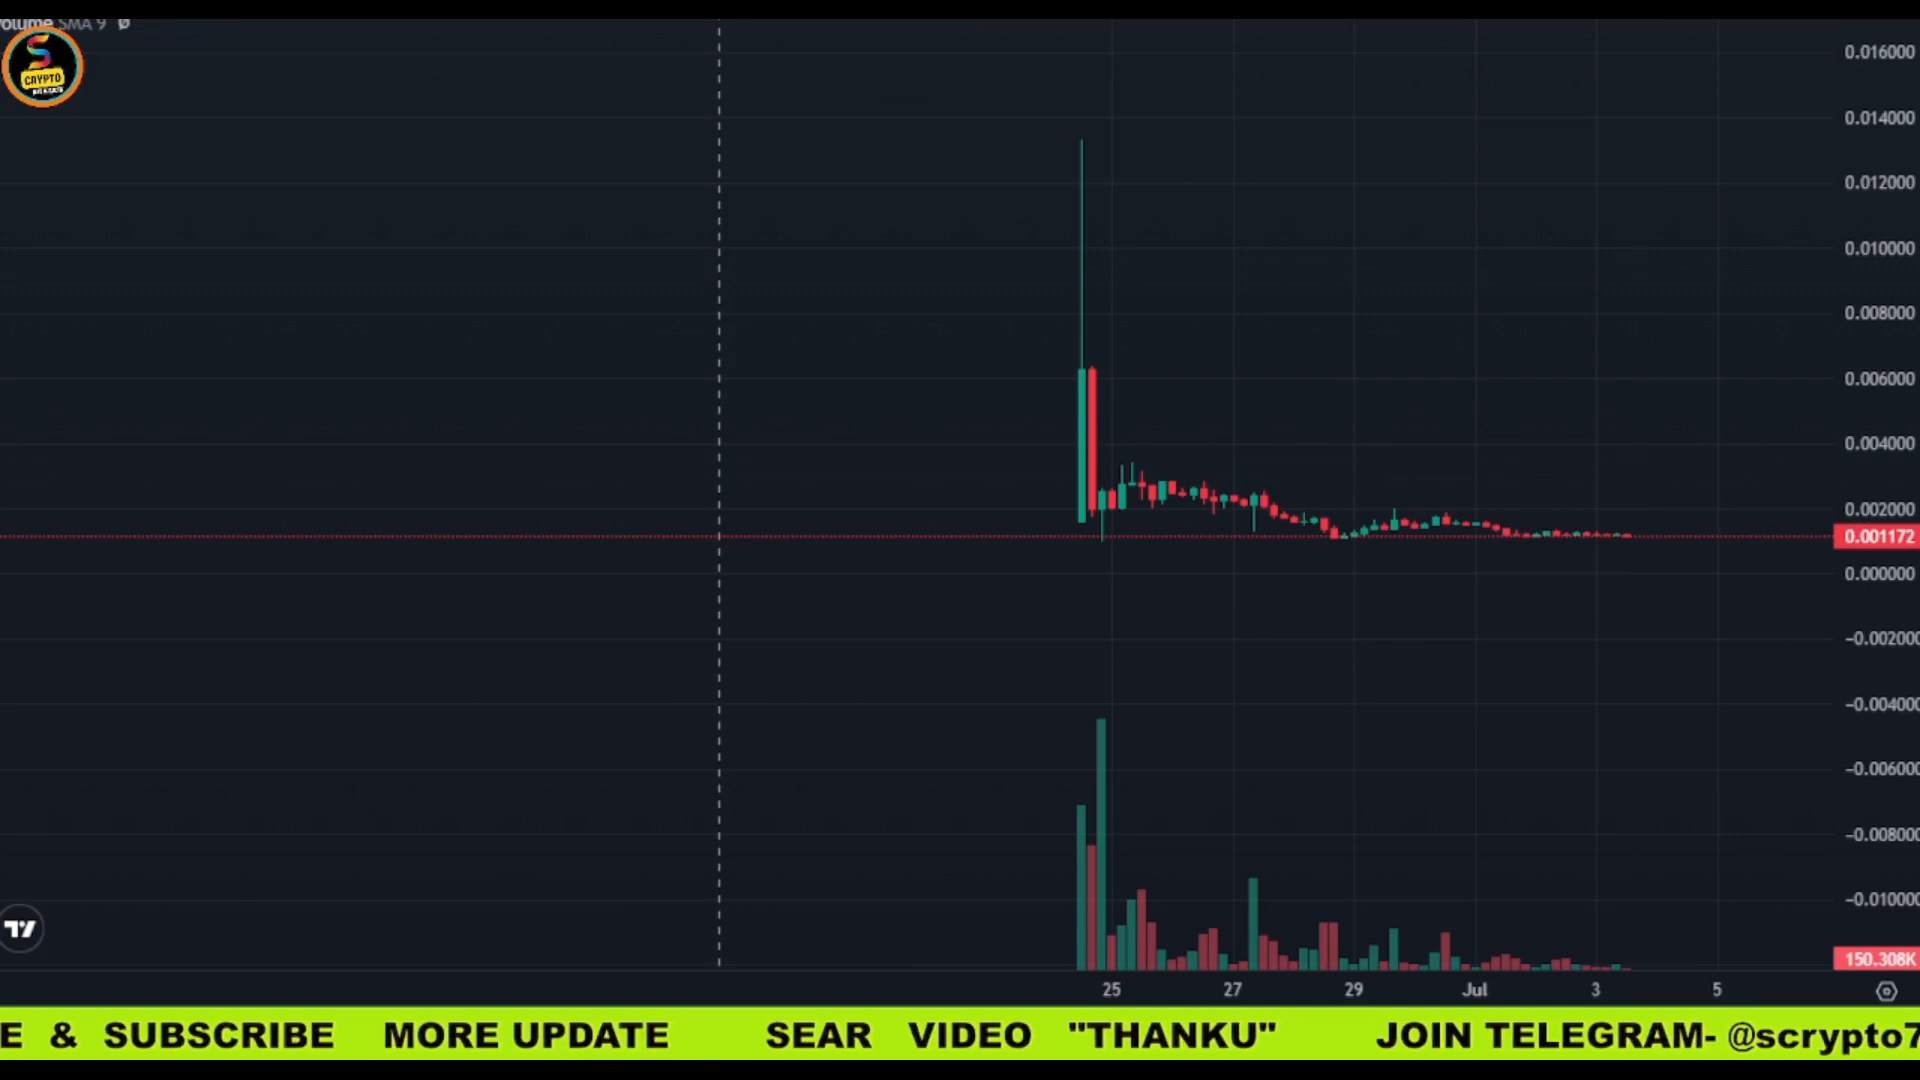 Volume SMA 9 Ø
S
CRYPTO
0.016000
0.014000
0.012000
0.010000
0.008000
0.006000
0.004000
0.002000
0.001172
0.000000
−0.002000
−0.004000
−0.006000
−0.008000
−0.010000
150.308K
25 27 29 Jul 3 5
E & SUBSCRIBE MORE UPDATE SEAR VIDEO "THANKU" JOIN TELEGRAM- @scrypto7